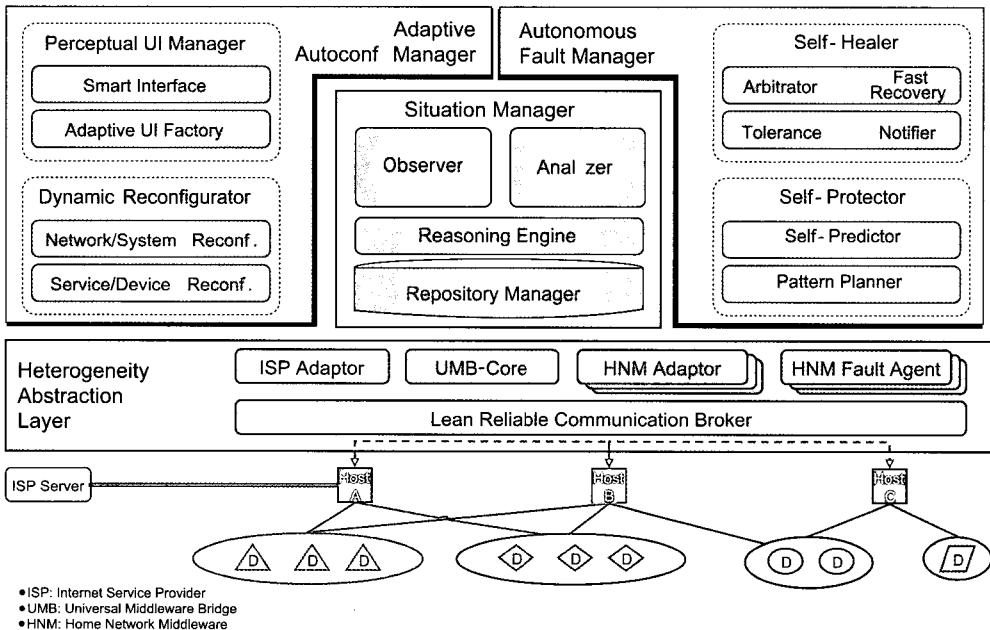 Perceptual UI Manager
Smart Interface
Adaptive UI Factory
Dynamic Reconfigurator
Network/System Reconf.
Service/Device Reconf.
Adaptive
Autoconf Manager
Autonomous
Fault Manager
Situation Manager
Observer
Anal zer
Reasoning Engine
Repository Manager
Self-Healer
Arbitrator
Fast
Recovery
Tolerance
Notifier
Self-Protector
Self-Predictor
Pattern Planner
Heterogeneity
Abstraction
Layer
ISP Adaptor
UMB-Core
HNM Adaptor
HNM Fault Agent
Lean Reliable Communication Broker
ISP Server
Host
A
Host
B
Host
C
D
D
D
D
D
D
D
D
D
•ISP: Internet Service Provider
•UMB: Universal Middleware Bridge
•HNM: Home Network Middleware